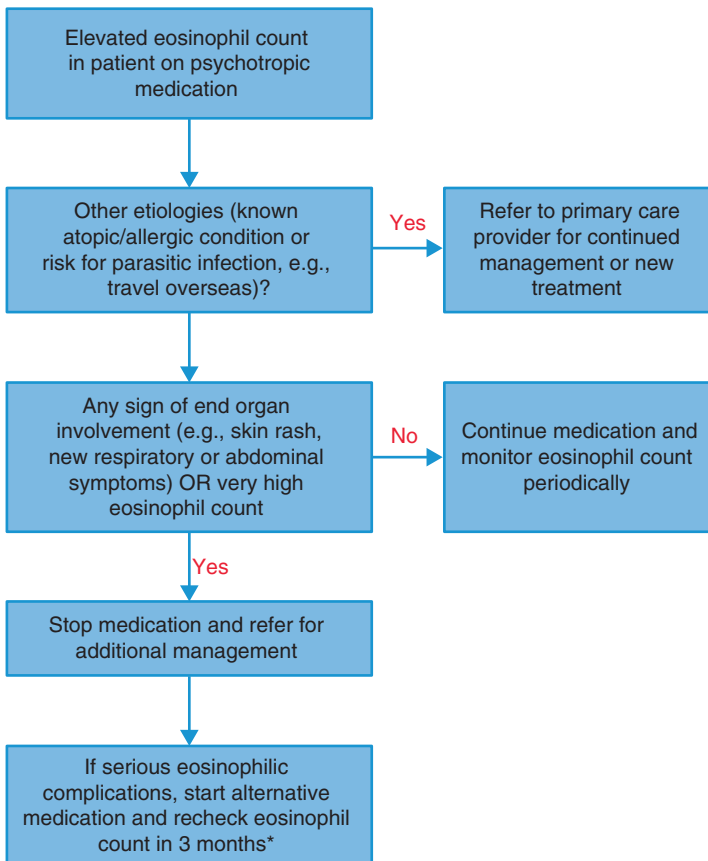 Elevated eosinophil count
in patient on psychotropic
medication
Other etiologies (known
atopic/allergic condition or
risk for parasitic infection, e.g.,
travel overseas)?
Yes
Refer to primary care
provider for continued
management or new
treatment
Any sign of end organ
involvement (e.g., skin rash,
new respiratory or abdominal
symptoms) OR very high
eosinophil count
No
Continue medication and
monitor eosinophil count
periodically
Yes
Stop medication and refer for
additional management
If serious eosinophilic
complications, start alternative
medication and recheck eosinophil
count in 3 months*